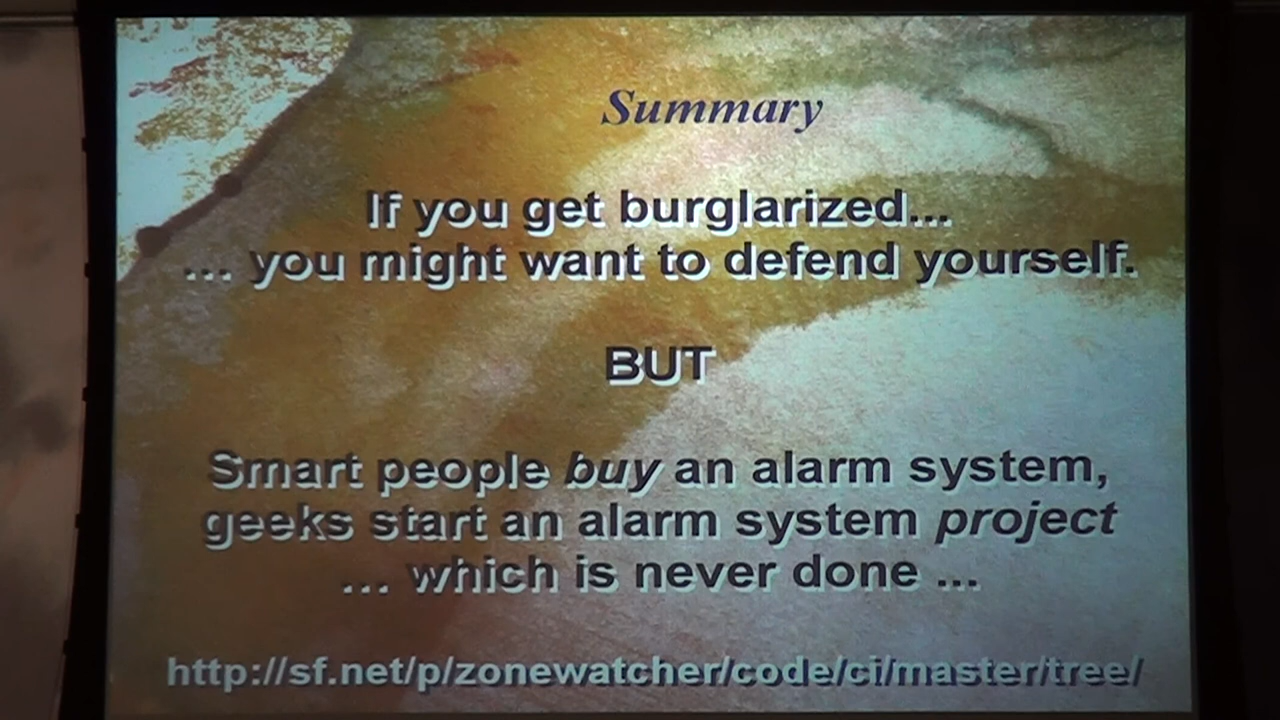 Summary
If you get burglarized...
... you might want to defend yourself.
BUT
Smart people buy an alarm system,
geeks start an alarm system project
... which is never done ...
http://sf.net/p/zonewatcher/code/ci/master/tree/